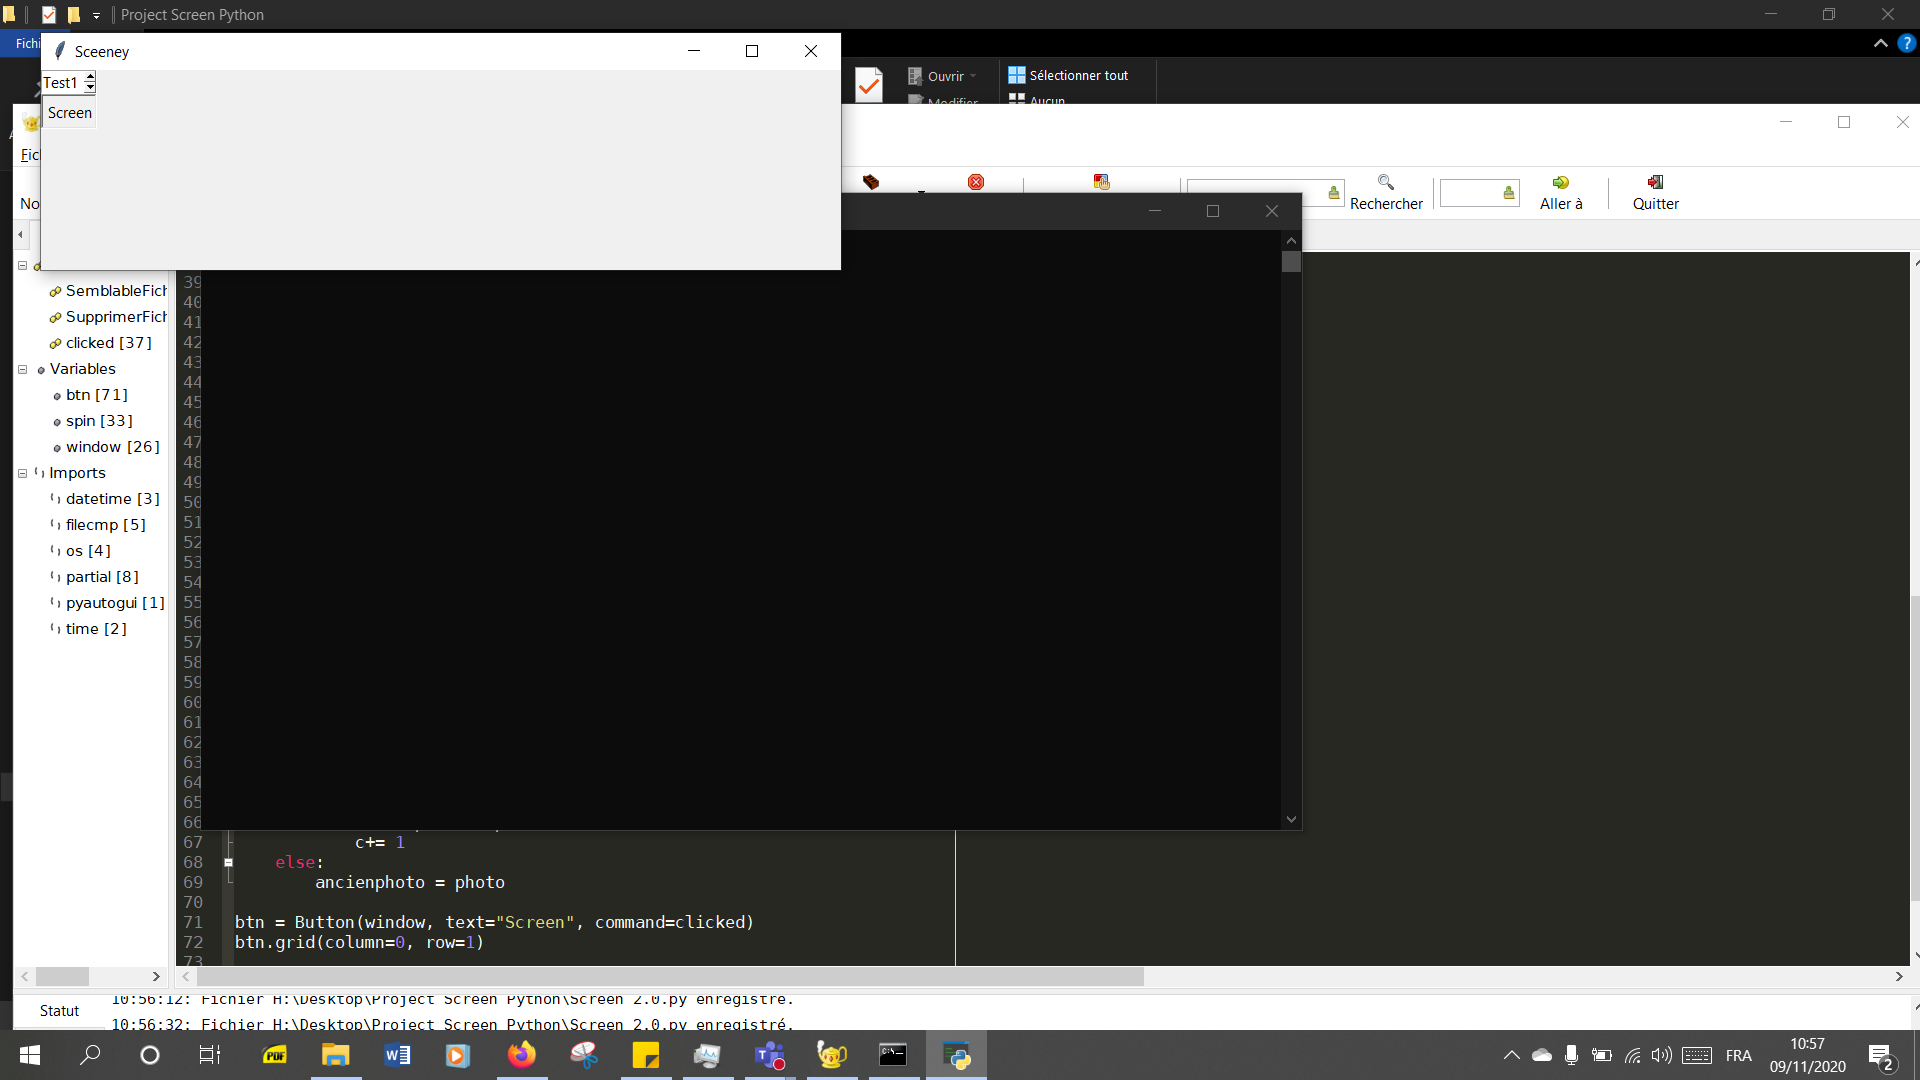 Project Screen Python
Fichi
Sceeney
Test1
Screen
Ouvrir
Sélectionner tout
Modifier
Aucun
Fic
No
Rechercher
Aller à
Quitter
SemblableFich
SupprimerFich
clicked [37]
Variables
btn [71]
spin [33]
window [26]
Imports
datetime [3]
filecmp [5]
os [4]
partial [8]
pyautogui [1]
time [2]
39
40
41
42
43
44
45
46
47
48
49
50
51
52
53
54
55
56
57
58
59
60
61
62
63
64
65
66
67 c+= 1
68 else:
69 ancienphoto = photo
70
71 btn = Button(window, text="Screen", command=clicked)
72 btn.grid(column=0, row=1)
73
10:56:12: Fichier H:\Desktop\Project Screen Python\Screen 2.0.py enregistré.
Statut
10:56:32: Fichier H:\Desktop\Project Screen Python\Screen 2.0.py enregistré.
PDF
FRA
10:57
09/11/2020
2